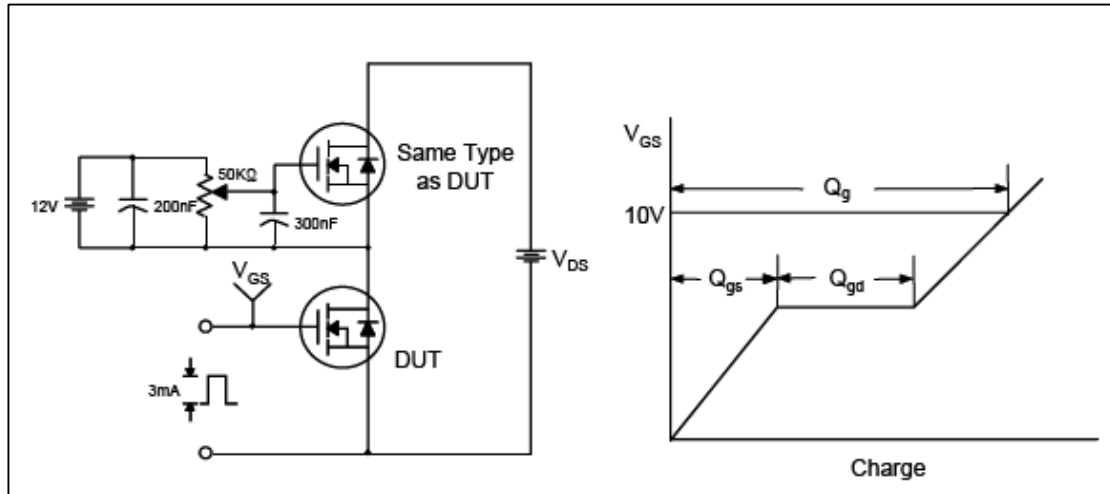 Same Type
as DUT
50KΩ
12V
200nF
300nF
V_GS
V_DS
DUT
3mA
V_GS
Q_g
10V
Q_gs
Q_gd
Charge